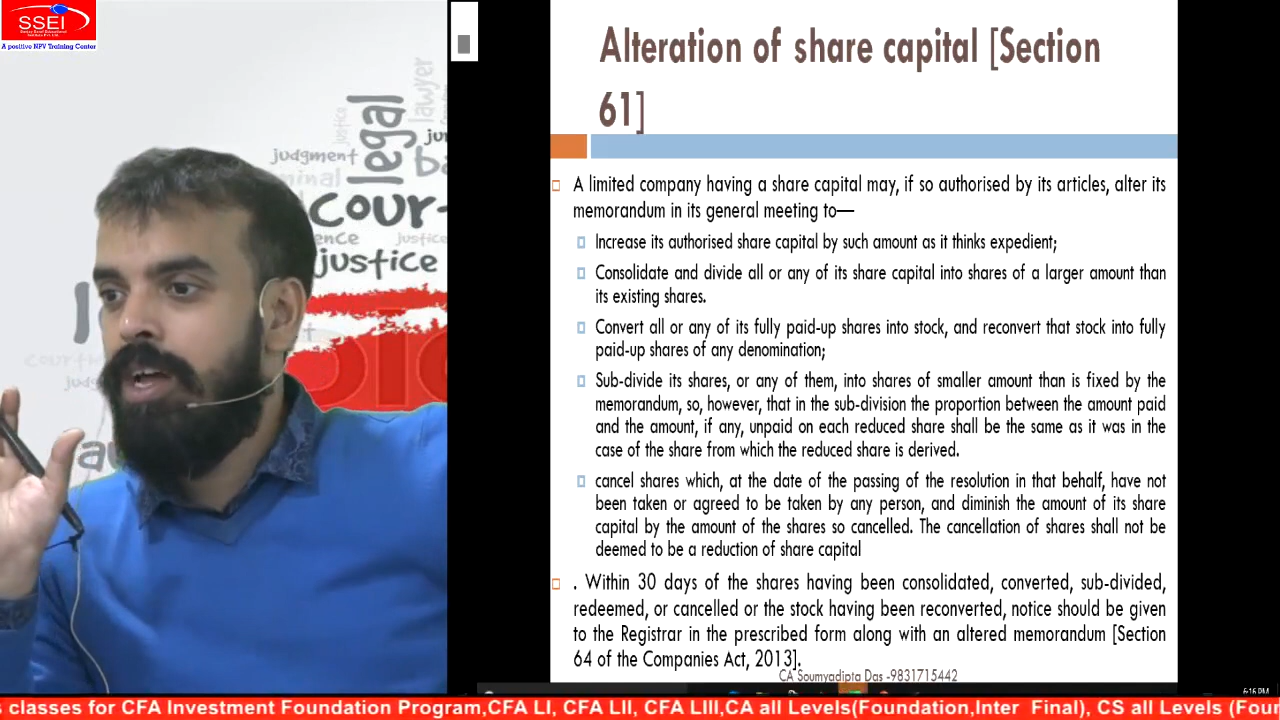 SSEI
A positive NPV Training Center
judgment
legal
justice
lawyer
justice
justice
Alteration of share capital [Section
61]
A limited company having a share capital may, if so authorised by its articles, alter its
memorandum in its general meeting to—
Increase its authorised share capital by such amount as it thinks expedient;
Consolidate and divide all or any of its share capital into shares of a larger amount than
its existing shares.
Convert all or any of its fully paid-up shares into stock, and reconvert that stock into fully
paid-up shares of any denomination;
Sub-divide its shares, or any of them, into shares of smaller amount than is fixed by the
memorandum, so, however, that in the sub-division the proportion between the amount paid
and the amount, if any, unpaid on each reduced share shall be the same as it was in the
case of the share from which the reduced share is derived.
cancel shares which, at the date of the passing of the resolution in that behalf, have not
been taken or agreed to be taken by any person, and diminish the amount of its share
capital by the amount of the shares so cancelled. The cancellation of shares shall not be
deemed to be a reduction of share capital
. Within 30 days of the shares having been consolidated, converted, sub-divided,
redeemed, or cancelled or the stock having been reconverted, notice should be given
to the Registrar in the prescribed form along with an altered memorandum [Section
64 of the Companies Act, 2013].
CA Soumyadipta Das -9831715442
6:16 PM
s classes for CFA Investment Foundation Program,CFA LI, CFA LII, CFA LIII,CA all Levels(Foundation,Inter Final), CS all Levels (Four